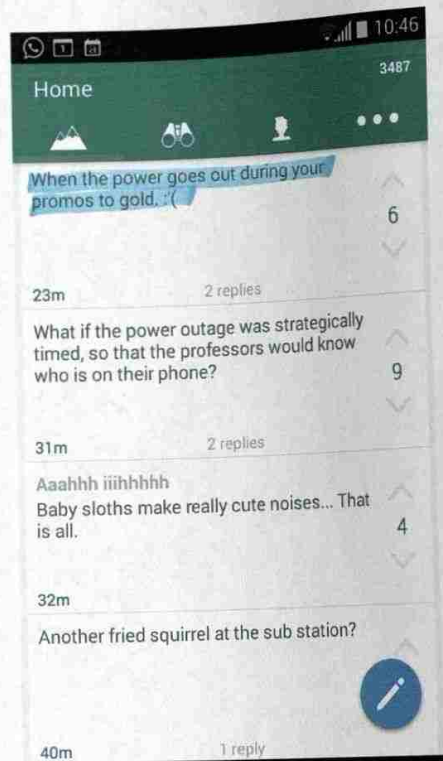 10:46
Home
3487
When the power goes out during your
promos to gold. :'(
6
23m
2 replies
What if the power outage was strategically
timed, so that the professors would know
who is on their phone?
9
31m
2 replies
Aaahhh iiihhhhh
Baby sloths make really cute noises... That
is all.
4
32m
Another fried squirrel at the sub station?
40m
1 reply